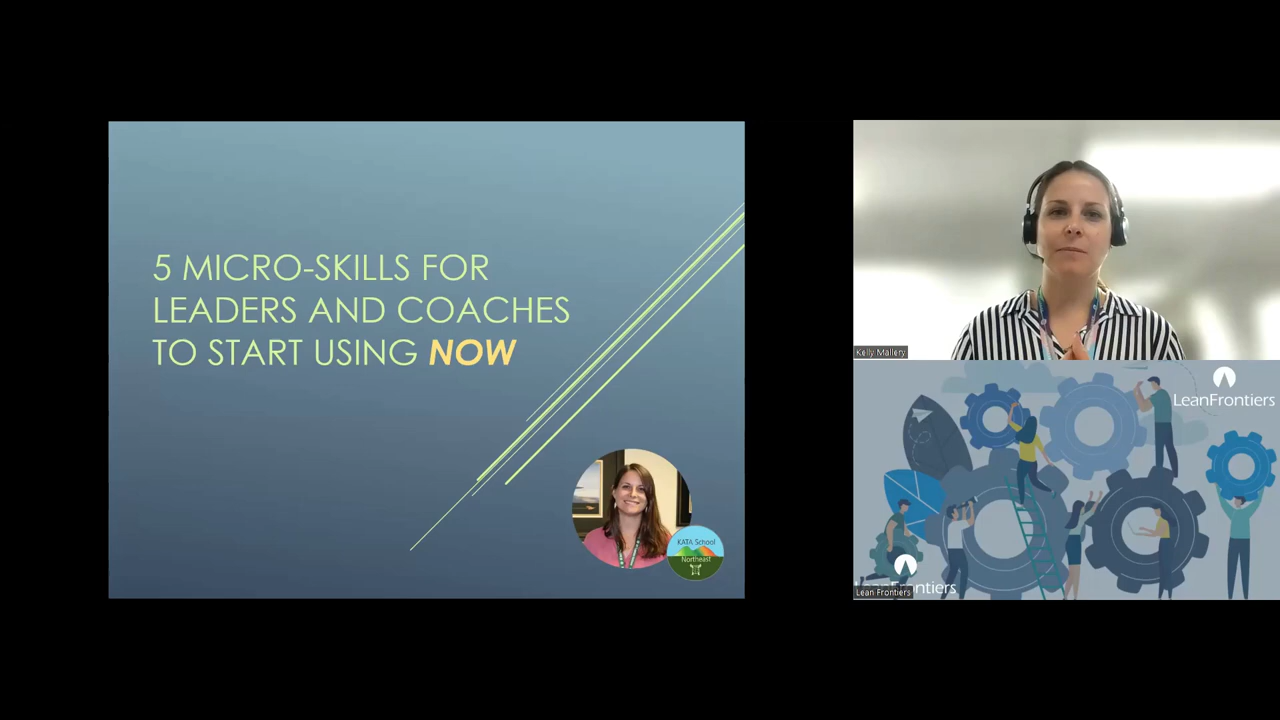 5 MICRO-SKILLS FOR
LEADERS AND COACHES
TO START USING NOW
KATA School
Northeast
Kelly Mallery
LeanFrontiers
ntiers
Lean Frontiers